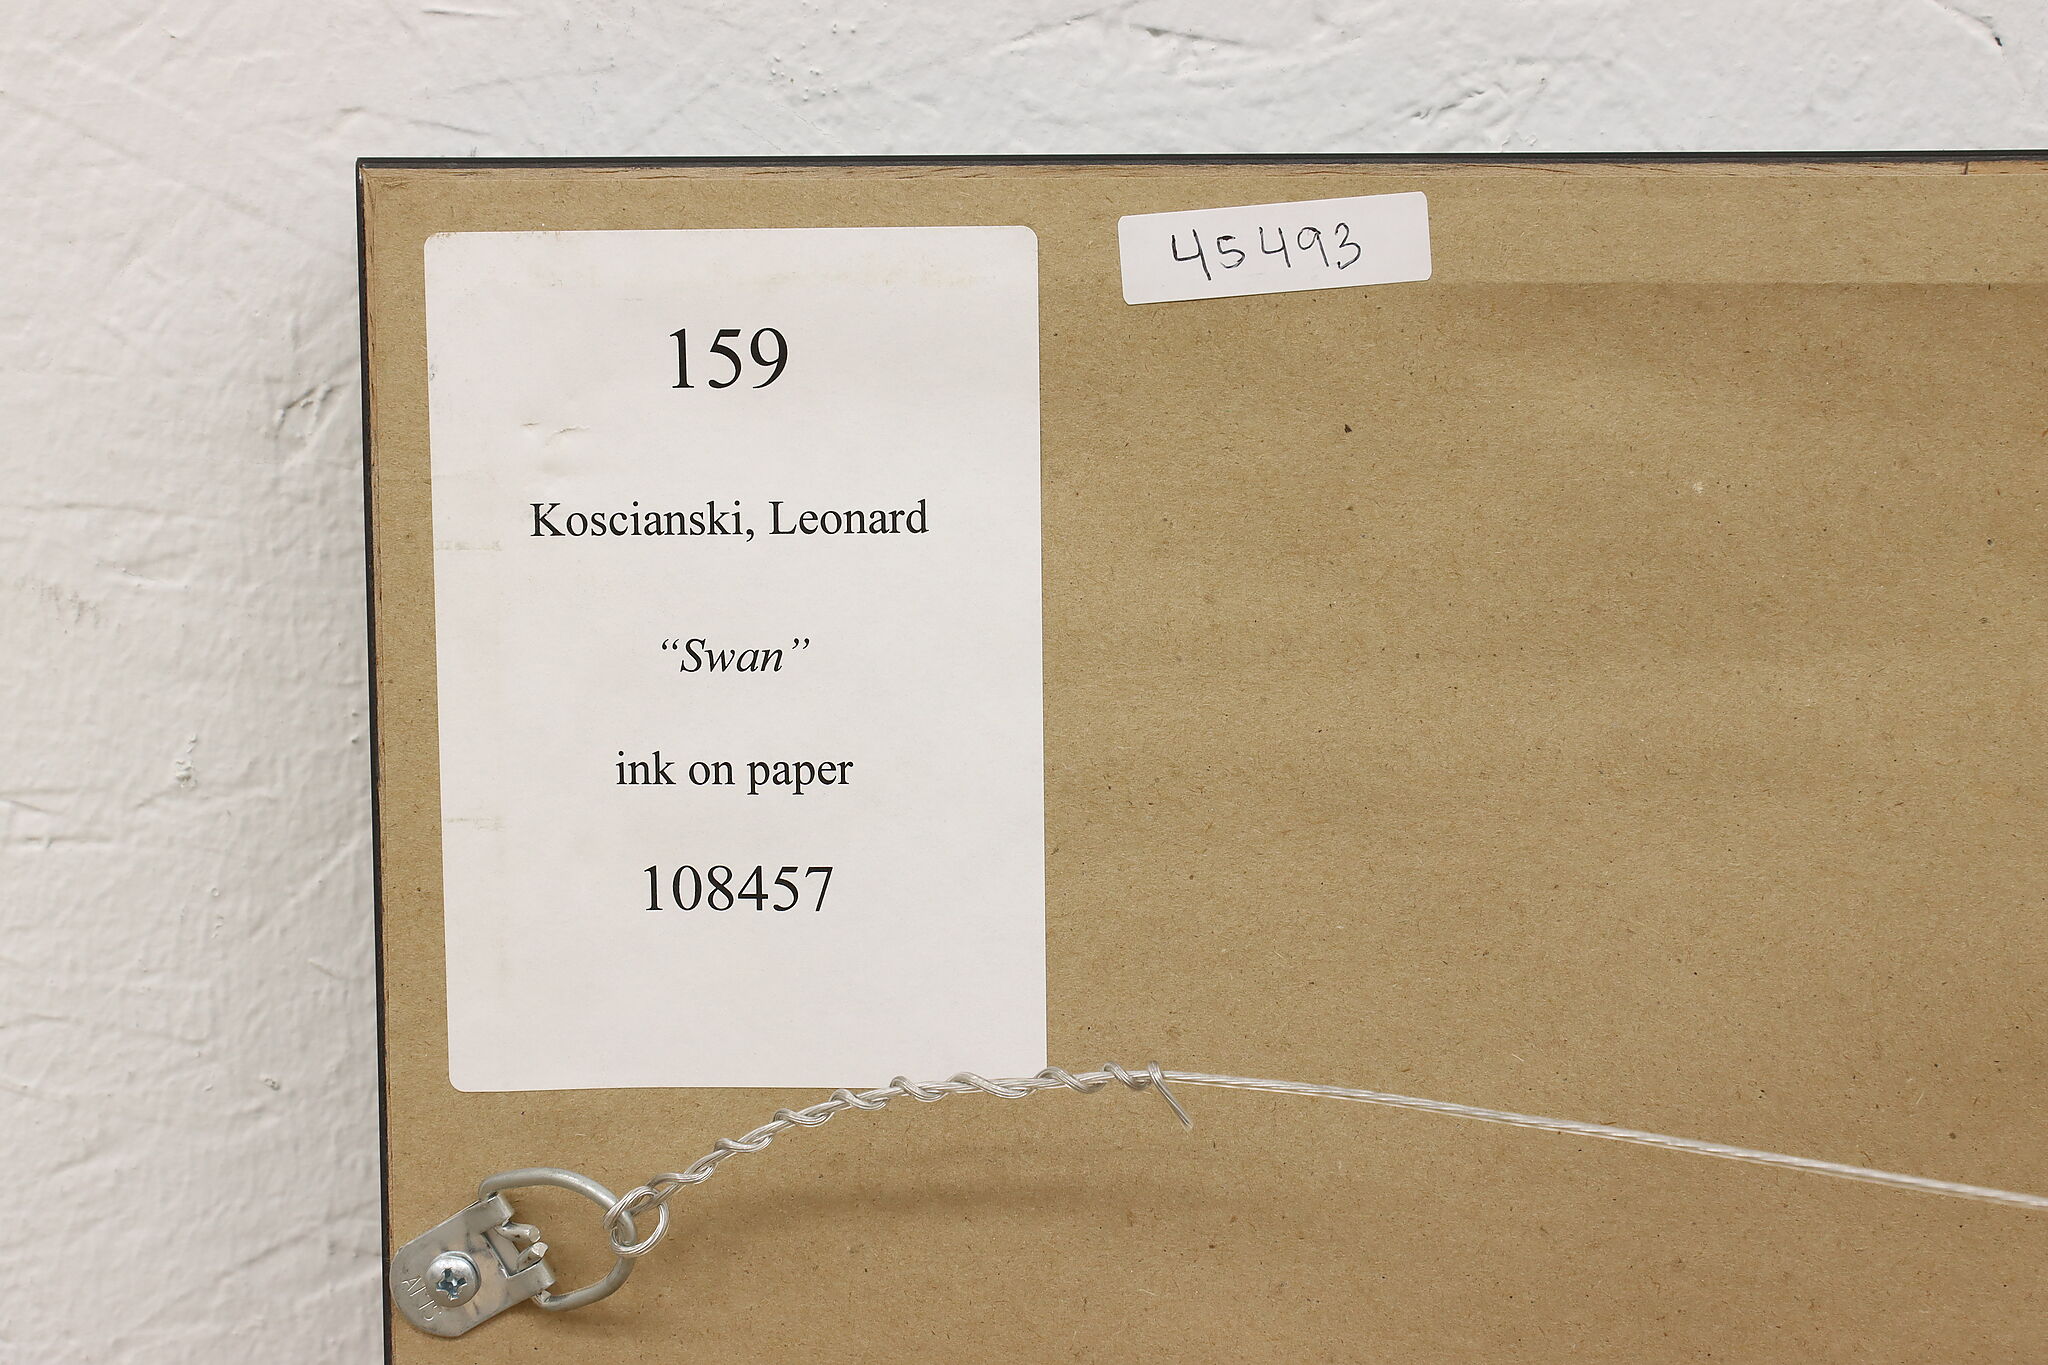 159
Koscianski, Leonard
“Swan”
ink on paper
108457
45493